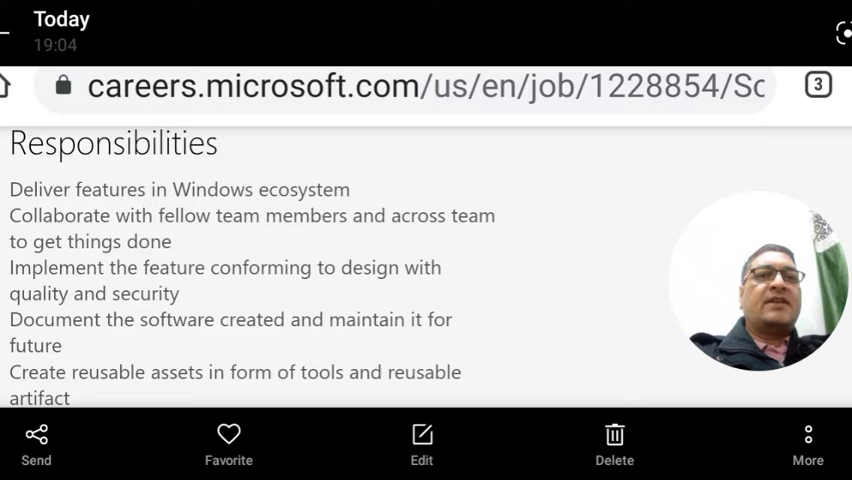 Today
19:04
careers.microsoft.com/us/en/job/1228854/Sc
3
Responsibilities
Deliver features in Windows ecosystem
Collaborate with fellow team members and across team
to get things done
Implement the feature conforming to design with
quality and security
Document the software created and maintain it for
future
Create reusable assets in form of tools and reusable
artifact
Send
Favorite
Edit
Delete
More